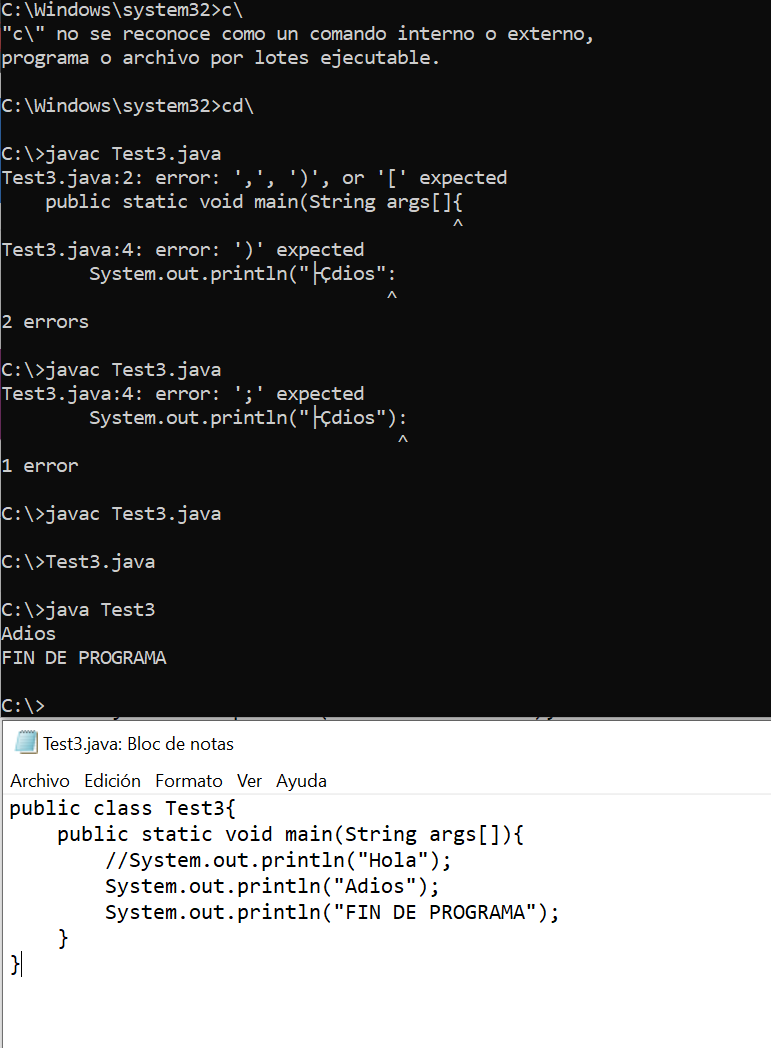 C:\Windows\system32>c\
"c\" no se reconoce como un comando interno o externo,
programa o archivo por lotes ejecutable.
C:\Windows\system32>cd\
C:\>javac Test3.java
Test3.java:2: error: ',', ')', or '[' expected
    public static void main(String args[]{
                                         ^
Test3.java:4: error: ')' expected
        System.out.println("├Çdios":
                                   ^
2 errors
C:\>javac Test3.java
Test3.java:4: error: ';' expected
        System.out.println("├Çdios"):
                                    ^
1 error
C:\>javac Test3.java
C:\>Test3.java
C:\>java Test3
Adios
FIN DE PROGRAMA
C:\>
Test3.java: Bloc de notas
Archivo Edición Formato Ver Ayuda
public class Test3{
    public static void main(String args[]){
        //System.out.println("Hola");
        System.out.println("Adios");
        System.out.println("FIN DE PROGRAMA");
    }
}